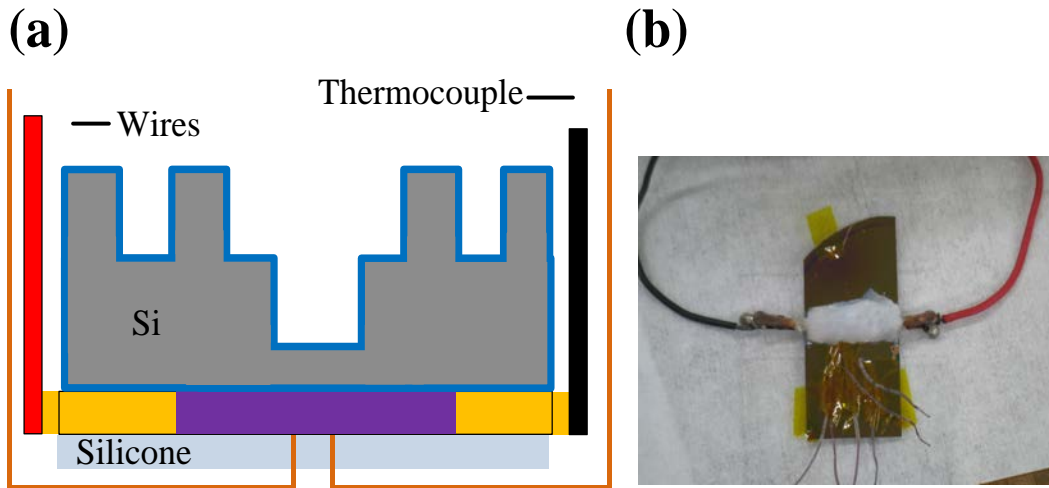 (a)
(b)
Thermocouple
Wires
Si
Silicone